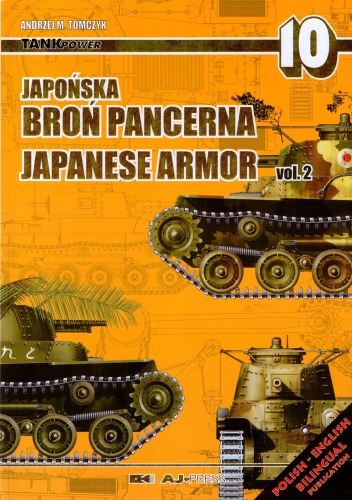 ANDRZEJ M. TOMCZYK
TANKPOWER
10
JAPOŃSKA
BROŃ PANCERNA
JAPANESE ARMOR vol. 2
POLISH - ENGLISH
BILINGUAL
PUBLICATION
AJ-PRESS